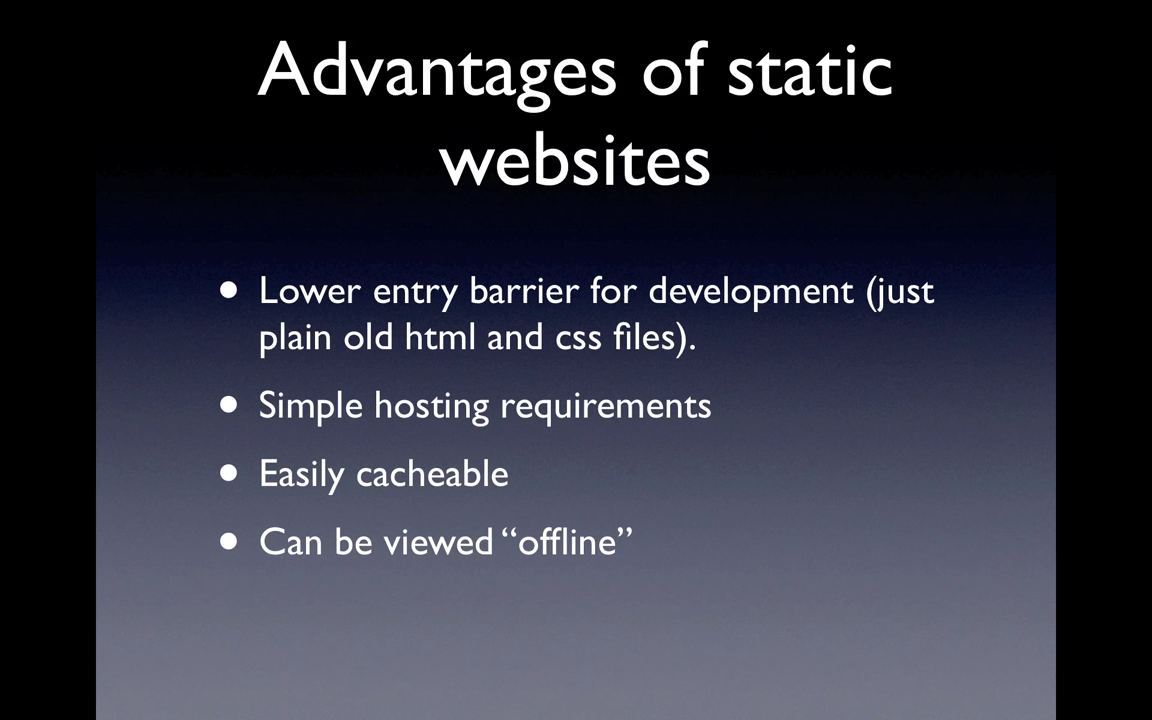 Advantages of static
websites
• Lower entry barrier for development (just
plain old html and css files).
• Simple hosting requirements
• Easily cacheable
• Can be viewed “offline”